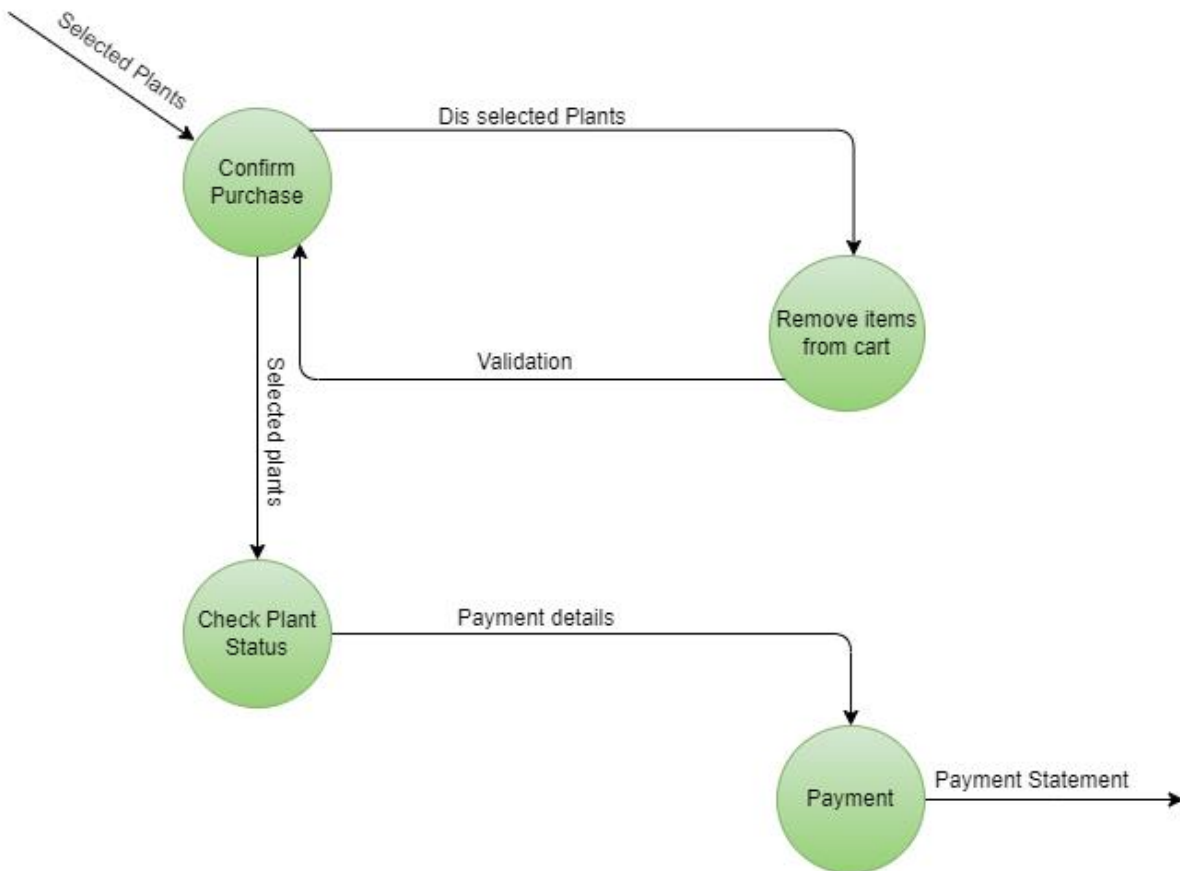 Selected Plants
Dis selected Plants
Confirm
Purchase
Remove items
from cart
Validation
Selected plants
Check Plant
Status
Payment details
Payment
Payment Statement